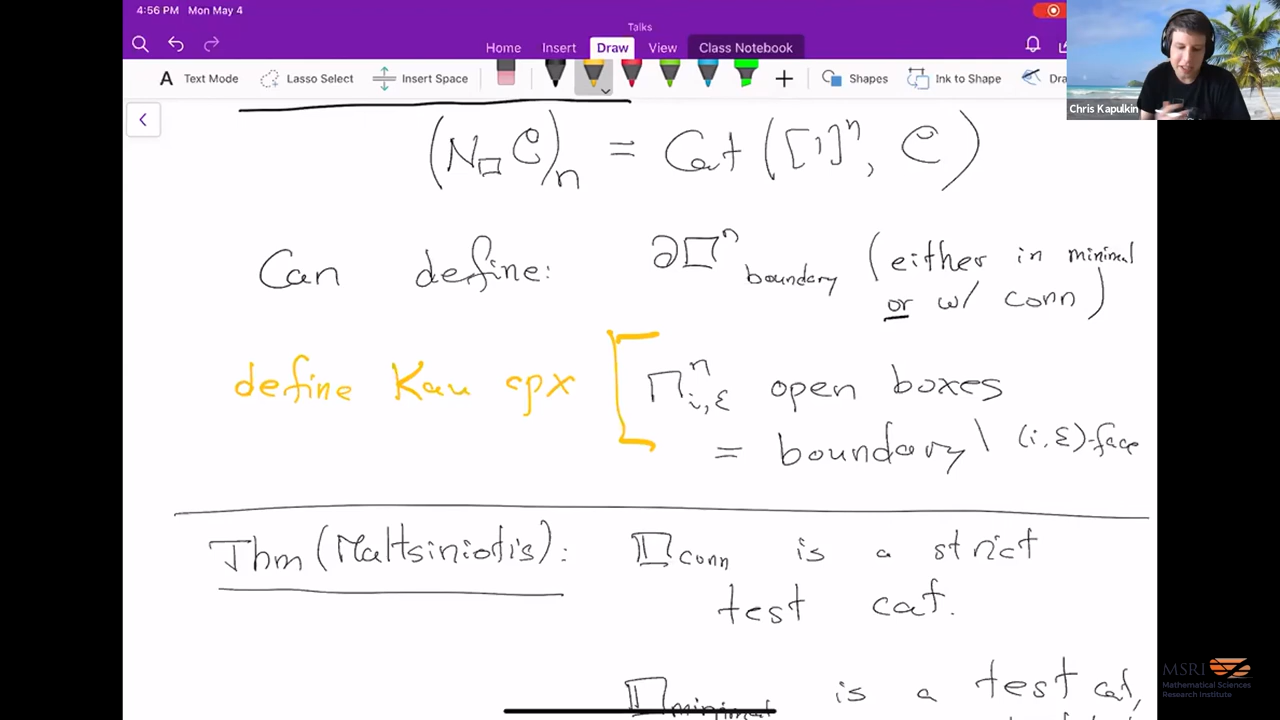 4:56 PM Mon May 4
Talks
Home Insert Draw View Class Notebook
Text Mode Lasso Select Insert Space Shapes Ink to Shape Dra
Chris Kapulkin
(N□ C)n = Cat([1]ⁿ, C)
Can define: ∂□ⁿ boundary (either in minimal
or w/ conn)
define Kan cpx ⊓ⁿi,ε open boxes
= boundary \ (i,ε)-face
Thm (Maltsiniotis): □conn is a strict
test cat.
□minimal is a test cat,
MSRI
Mathematical Sciences
Research Institute